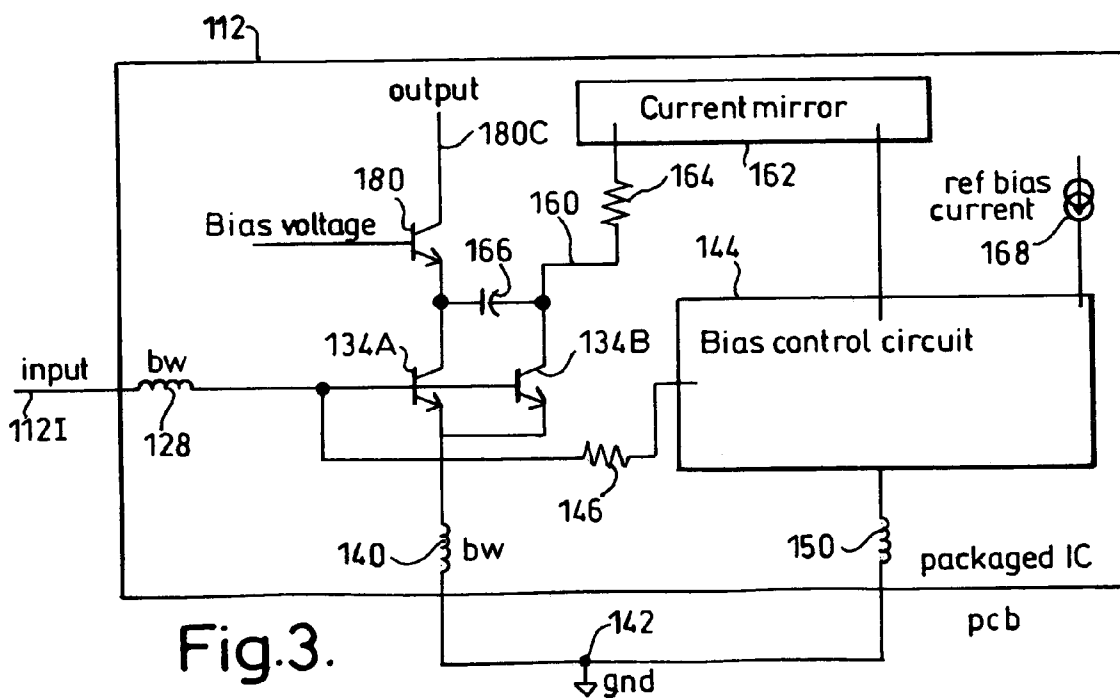 112
output
180C
Current mirror
162
164
160
180
Bias voltage
166
ref bias
current
168
144
134A
134B
Bias control circuit
input
bw
112I
128
146
140
bw
150
packaged IC
pcb
142
gnd
Fig.3.